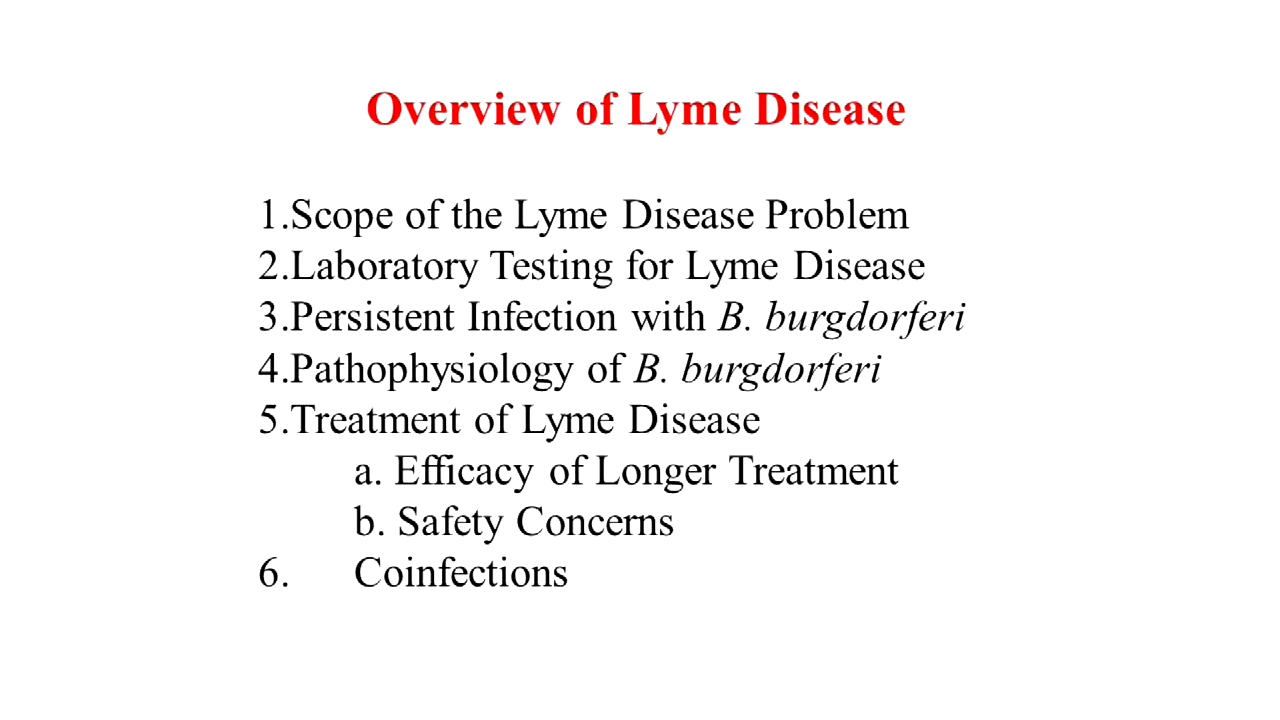 Overview of Lyme Disease
1.Scope of the Lyme Disease Problem
2.Laboratory Testing for Lyme Disease
3.Persistent Infection with B. burgdorferi
4.Pathophysiology of B. burgdorferi
5.Treatment of Lyme Disease
a. Efficacy of Longer Treatment
b. Safety Concerns
6. Coinfections